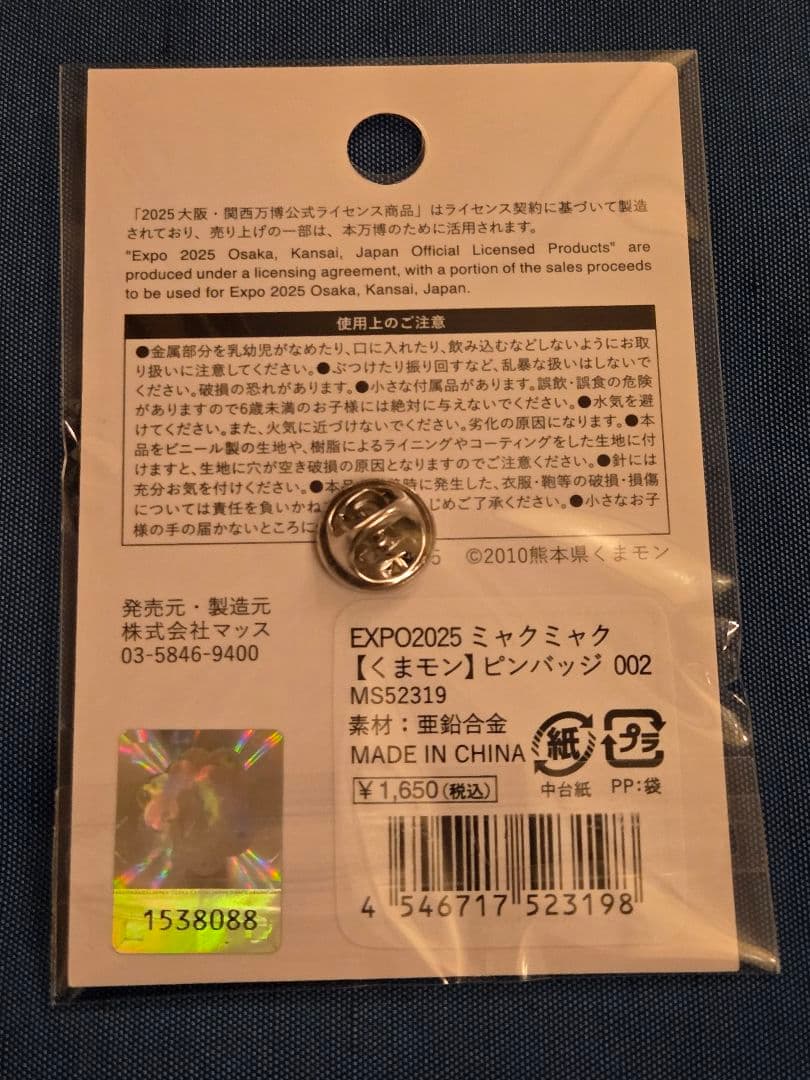 「2025大阪・関西万博公式ライセンス商品」はライセンス契約に基づいて製造
されており、売り上げの一部は、本万博のために活用されます。
"Expo 2025 Osaka, Kansai, Japan Official Licensed Products" are
produced under a licensing agreement, with a portion of the sales proceeds
to be used for Expo 2025 Osaka, Kansai, Japan.
使用上のご注意
●金属部分を乳幼児がなめたり、口に入れたり、飲み込むなどしないようにお取
り扱いに注意してください。●ぶつけたり振り回すなど、乱暴な扱いはしないで
ください。破損の恐れがあります。●小さな付属品があります。誤飲・誤食の危険
がありますので6歳未満のお子様には絶対に与えないでください。●水気を避
けてください。また、火気に近づけないでください。劣化の原因になります。●本
品をビニール製の生地や、樹脂によるライニングやコーティングをした生地に付
けますと、生地に穴が空き破損の原因となりますのでご注意ください。●針には
充分お気を付けください。●本品 時に発生した、衣服・鞄等の破損・損傷
については責任を負いかね じめご了承ください。●小さなお子
様の手の届かないところに
5 ©2010熊本県くまモン
発売元・製造元
株式会社マッス
03-5846-9400
EXPO2025 ミャクミャク
【くまモン】ピンバッジ 002
MS52319
素材：亜鉛合金
MADE IN CHINA
紙
プラ
中台紙
PP：袋
¥1,650(税込)
4 546717 523198
1538088